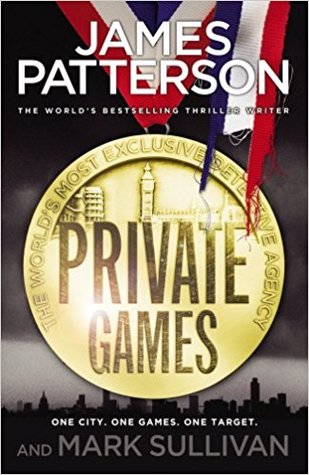 JAMES
PATTERSON
THE WORLD'S BESTSELLING THRILLER WRITER
THE WORLD'S MOST EXCLUSIVE DETECTIVE AGENCY
PRIVATE
GAMES
ONE CITY. ONE GAMES. ONE TARGET.
AND MARK SULLIVAN